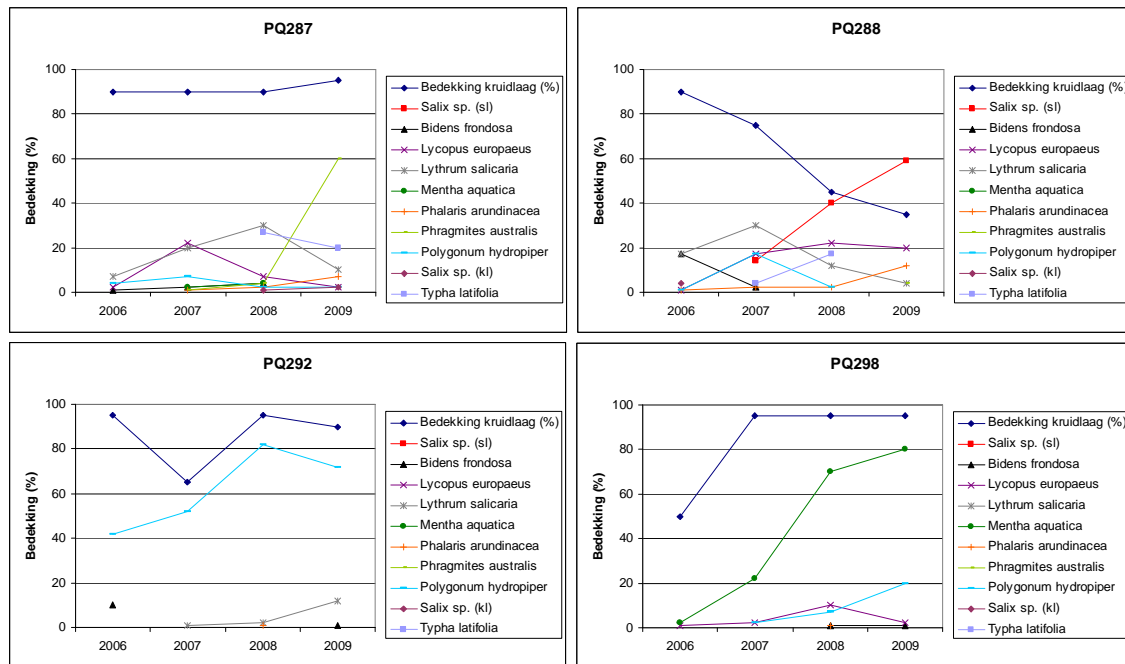 PQ287
100
80
60
40
20
0
2006 2007 2008 2009
Bedekking (%)
Bedekking kruidlaag (%)
Salix sp. (sl)
Bidens frondosa
Lycopus europaeus
Lythrum salicaria
Mentha aquatica
Phalaris arundinacea
Phragmites australis
Polygonum hydropiper
Salix sp. (kl)
Typha latifolia
PQ288
100
80
60
40
20
0
2006 2007 2008 2009
Bedekking (%)
Bedekking kruidlaag (%)
Salix sp. (sl)
Bidens frondosa
Lycopus europaeus
Lythrum salicaria
Mentha aquatica
Phalaris arundinacea
Phragmites australis
Polygonum hydropiper
Salix sp. (kl)
Typha latifolia
PQ292
100
80
60
40
20
0
2006 2007 2008 2009
Bedekking (%)
Bedekking kruidlaag (%)
Salix sp. (sl)
Bidens frondosa
Lycopus europaeus
Lythrum salicaria
Mentha aquatica
Phalaris arundinacea
Phragmites australis
Polygonum hydropiper
Salix sp. (kl)
Typha latifolia
PQ298
100
80
60
40
20
0
2006 2007 2008 2009
Bedekking (%)
Bedekking kruidlaag (%)
Salix sp. (sl)
Bidens frondosa
Lycopus europaeus
Lythrum salicaria
Mentha aquatica
Phalaris arundinacea
Phragmites australis
Polygonum hydropiper
Salix sp. (kl)
Typha latifolia